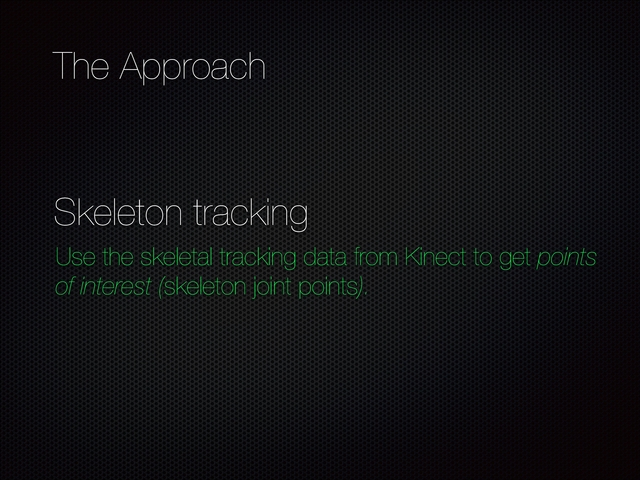 The Approach
Skeleton tracking
Use the skeletal tracking data from Kinect to get points
of interest (skeleton joint points).